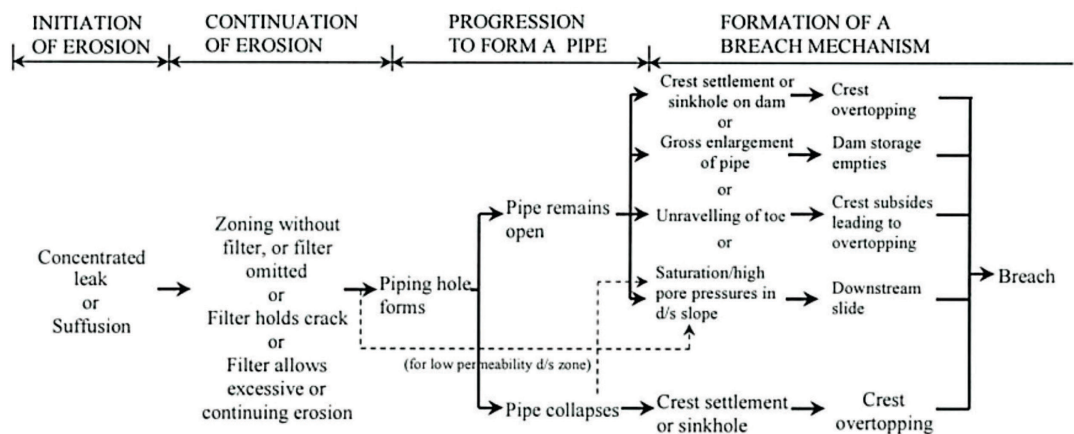 INITIATION
OF EROSION
CONTINUATION
OF EROSION
PROGRESSION
TO FORM A PIPE
FORMATION OF A
BREACH MECHANISM
Concentrated
leak
or
Suffusion
Zoning without
filter, or filter
omitted
or
Filter holds crack
or
Filter allows
excessive or
continuing erosion
Piping hole
forms
Pipe remains
open
(for low permeability d/s zone)
Pipe collapses
Crest settlement or
sinkhole on dam
or
Gross enlargement
of pipe
or
Unravelling of toe
or
Saturation/high
pore pressures in
d/s slope
Crest settlement
or sinkhole
Crest
overtopping
Dam storage
empties
Crest subsides
leading to
overtopping
Downstream
slide
Crest
overtopping
Breach